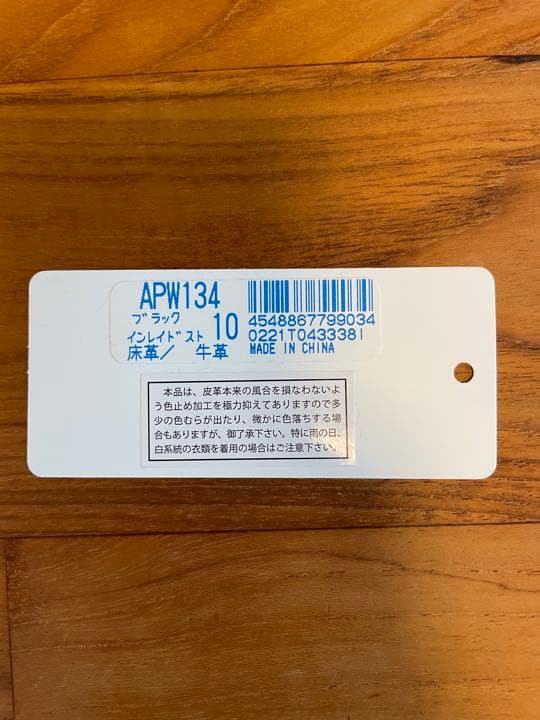 APW134
ブラック
インレイドスト 10
床革／ 牛革
4548867799034
0221T043338I
MADE IN CHINA
本品は、皮革本来の風合を損なわないよ
う色止め加工を極力抑えてありますので多
少の色むらが出たり、微かに色落ちする場
合もありますが、御了承下さい。特に雨の日、
白系統の衣類を着用の場合はご注意下さい。